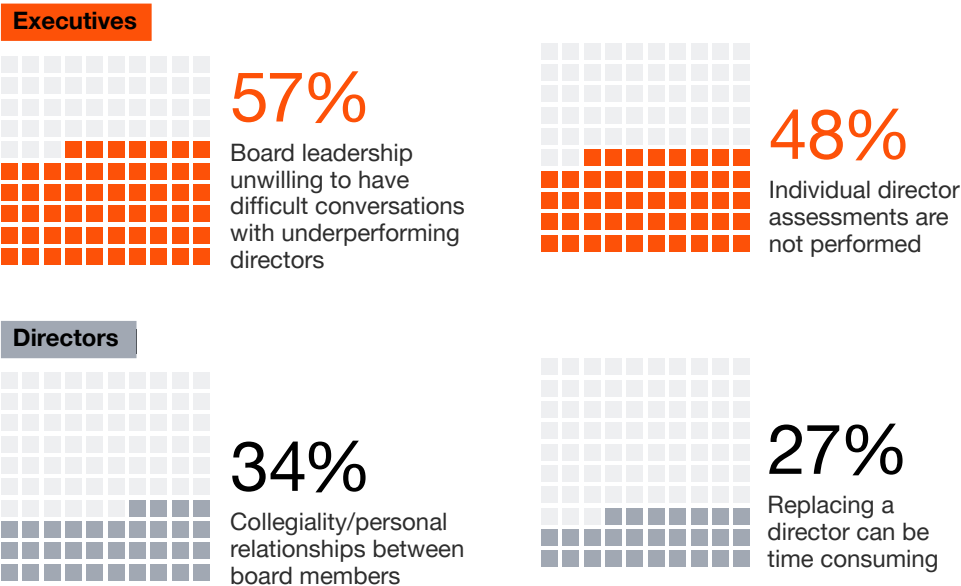 Executives
57%
Board leadership
unwilling to have
difficult conversations
with underperforming
directors
48%
Individual director
assessments are
not performed
Directors
34%
Collegiality/personal
relationships between
board members
27%
Replacing a
director can be
time consuming